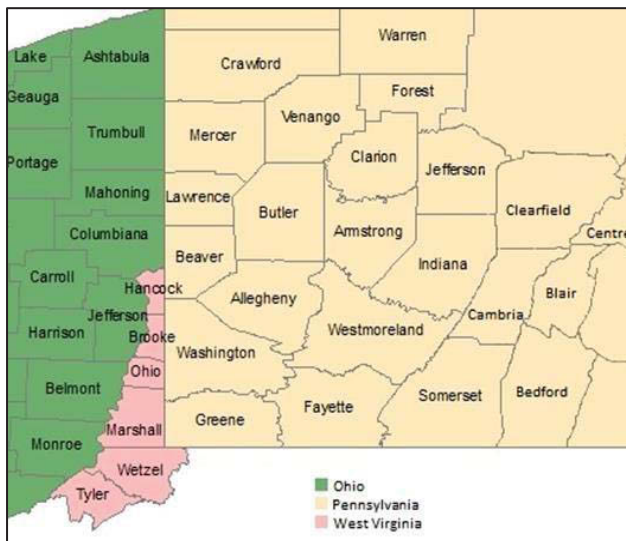 Warren
Lake
Ashtabula
Crawford
Geauga
Forest
Venango
Mercer
Trumbull
Clarion
Portage
Jefferson
Mahoning
Lawrence
Butler
Clearfield
Armstrong
Columbiana
Centre
Beaver
Indiana
Carroll
Hancock
Blair
Allegheny
Jefferson
Cambria
Harrison
Brooke
Westmoreland
Washington
Ohio
Belmont
Somerset
Bedford
Fayette
Greene
Marshall
Monroe
Wetzel
Tyler
Ohio
Pennsylvania
West Virginia